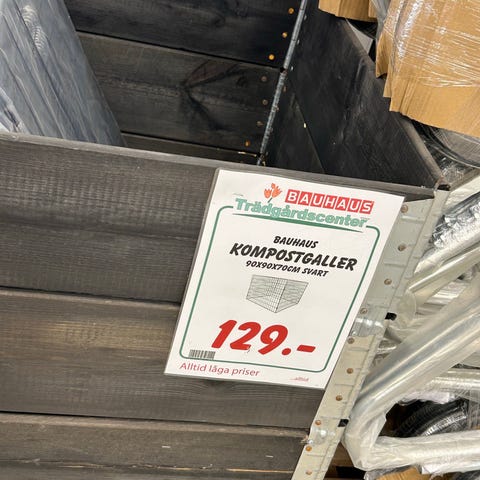 BAUHAUS
Trädgårdscenter
BAUHAUS
KOMPOSTGALLER
90X90X70CM SVART
129.-
Alltid låga priser